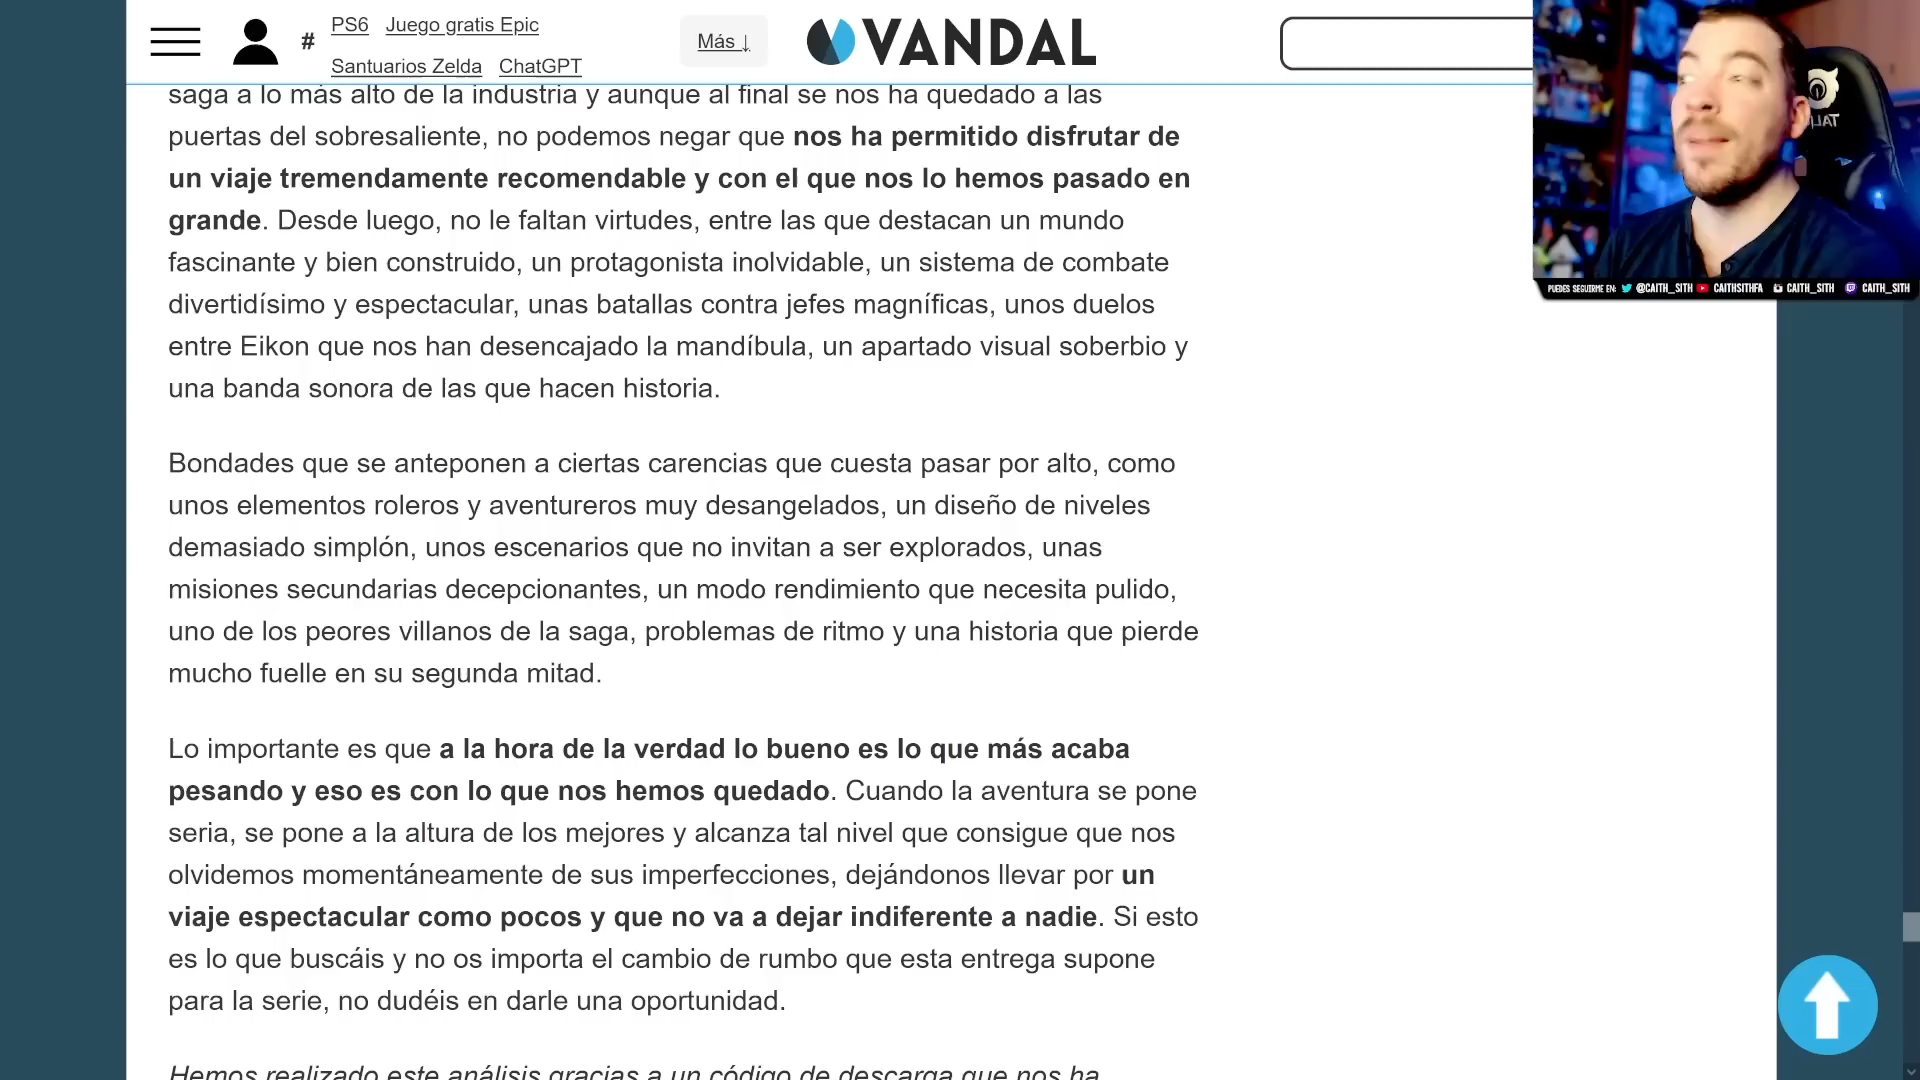 PS6 Juego gratis Epic
#
Santuarios Zelda ChatGPT
Más ↓
VANDAL
saga a lo más alto de la industria y aunque al final se nos ha quedado a las
puertas del sobresaliente, no podemos negar que nos ha permitido disfrutar de
un viaje tremendamente recomendable y con el que nos lo hemos pasado en
grande. Desde luego, no le faltan virtudes, entre las que destacan un mundo
fascinante y bien construido, un protagonista inolvidable, un sistema de combate
divertidísimo y espectacular, unas batallas contra jefes magníficas, unos duelos
entre Eikon que nos han desencajado la mandíbula, un apartado visual soberbio y
una banda sonora de las que hacen historia.
Bondades que se anteponen a ciertas carencias que cuesta pasar por alto, como
unos elementos roleros y aventureros muy desangelados, un diseño de niveles
demasiado simplón, unos escenarios que no invitan a ser explorados, unas
misiones secundarias decepcionantes, un modo rendimiento que necesita pulido,
uno de los peores villanos de la saga, problemas de ritmo y una historia que pierde
mucho fuelle en su segunda mitad.
Lo importante es que a la hora de la verdad lo bueno es lo que más acaba
pesando y eso es con lo que nos hemos quedado. Cuando la aventura se pone
seria, se pone a la altura de los mejores y alcanza tal nivel que consigue que nos
olvidemos momentáneamente de sus imperfecciones, dejándonos llevar por un
viaje espectacular como pocos y que no va a dejar indiferente a nadie. Si esto
es lo que buscáis y no os importa el cambio de rumbo que esta entrega supone
para la serie, no dudéis en darle una oportunidad.
Hemos realizado este análisis gracias a un código de descarga que nos ha
PUEDES SEGUIRME EN: @CAITH_SITH CAITHSITHFA CAITH_SITH CAITH_SITH